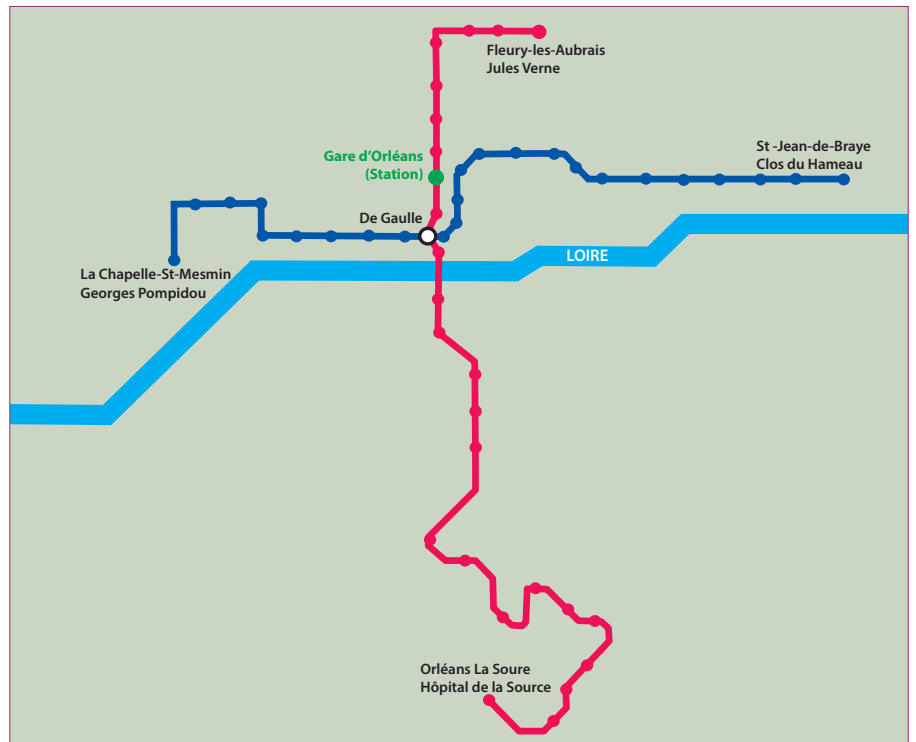 Fleury-les-Aubrais
Jules Verne
Gare d'Orléans
(Station)
St -Jean-de-Braye
Clos du Hameau
De Gaulle
LOIRE
La Chapelle-St-Mesmin
Georges Pompidou
Orléans La Soure
Hôpital de la Source